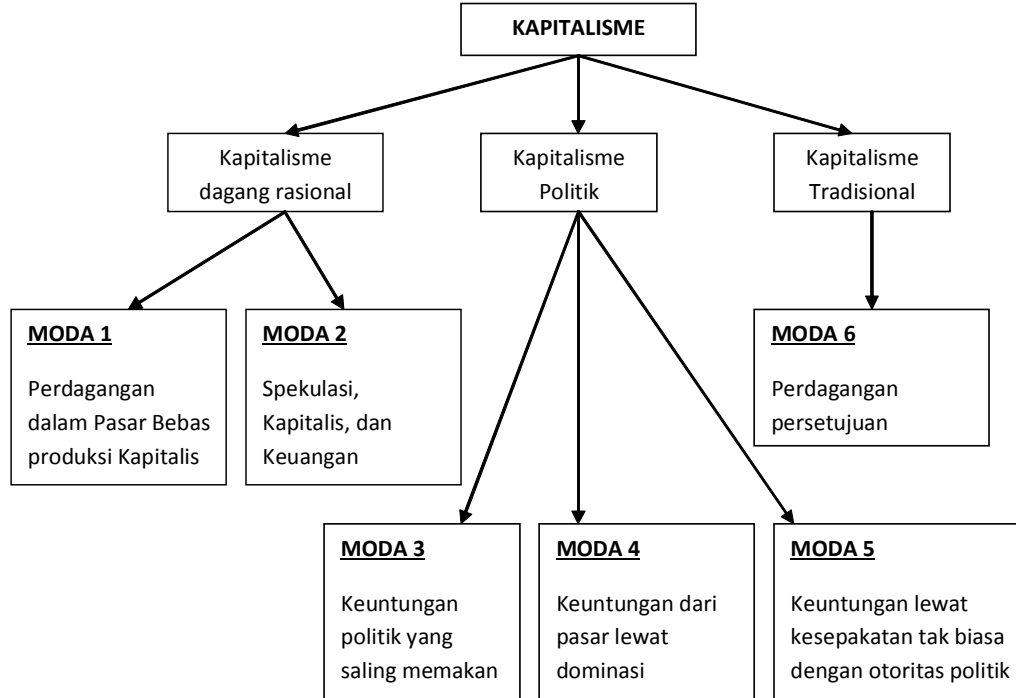 KAPITALISME
Kapitalisme
dagang rasional
Kapitalisme
Politik
Kapitalisme
Tradisional
MODA 1
Perdagangan
dalam Pasar Bebas
produksi Kapitalis
MODA 2
Spekulasi,
Kapitalis, dan
Keuangan
MODA 6
Perdagangan
persetujuan
MODA 3
Keuntungan
politik yang
saling memakan
MODA 4
Keuntungan dari
pasar lewat
dominasi
MODA 5
Keuntungan lewat
kesepakatan tak biasa
dengan otoritas politik